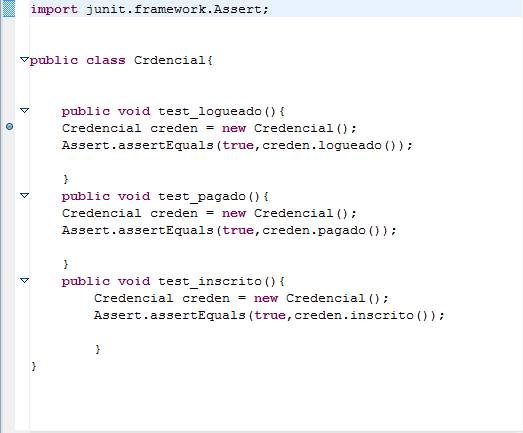 import junit.framework.Assert;
public class Crdencial{
public void test_logueado(){
Credencial creden = new Credencial();
Assert.assertEquals(true,creden.logueado());
}
public void test_pagado(){
Credencial creden = new Credencial();
Assert.assertEquals(true,creden.pagado());
}
public void test_inscrito(){
Credencial creden = new Credencial();
Assert.assertEquals(true,creden.inscrito());
}
}